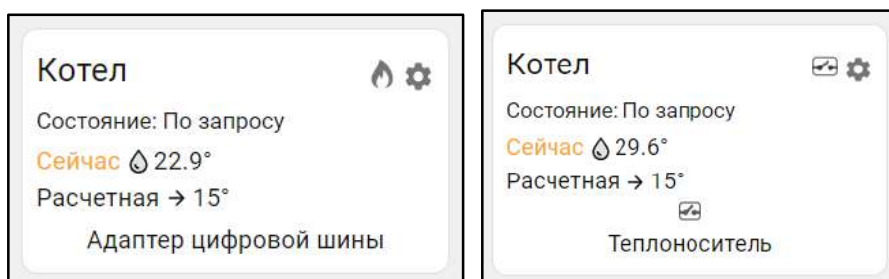 Котел
Состояние: По запросу
Сейчас 22.9°
Расчетная → 15°
Адаптер цифровой шины
Котел
Состояние: По запросу
Сейчас 29.6°
Расчетная → 15°
Теплоноситель